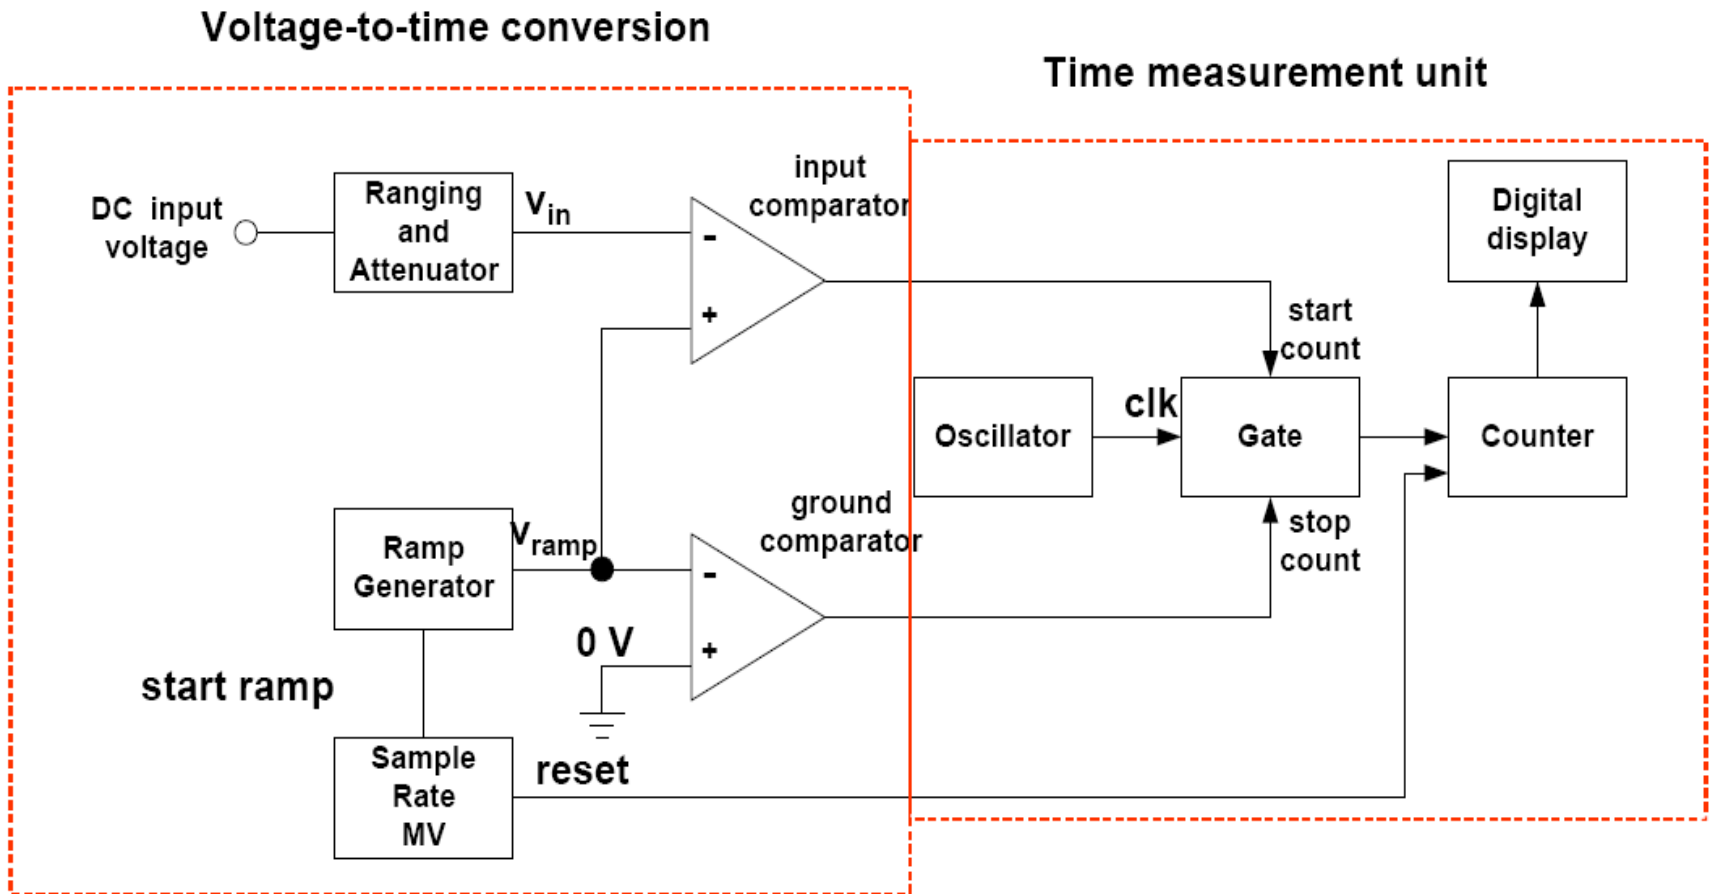 Voltage-to-time conversion
Time measurement unit
DC input
voltage
Ranging
and
Attenuator
Vin
input
comparator
-
+
Digital
display
start
count
Oscillator
clk
Gate
Counter
stop
count
Ramp
Generator
Vramp
ground
comparator
-
+
0 V
start ramp
Sample
Rate
MV
reset